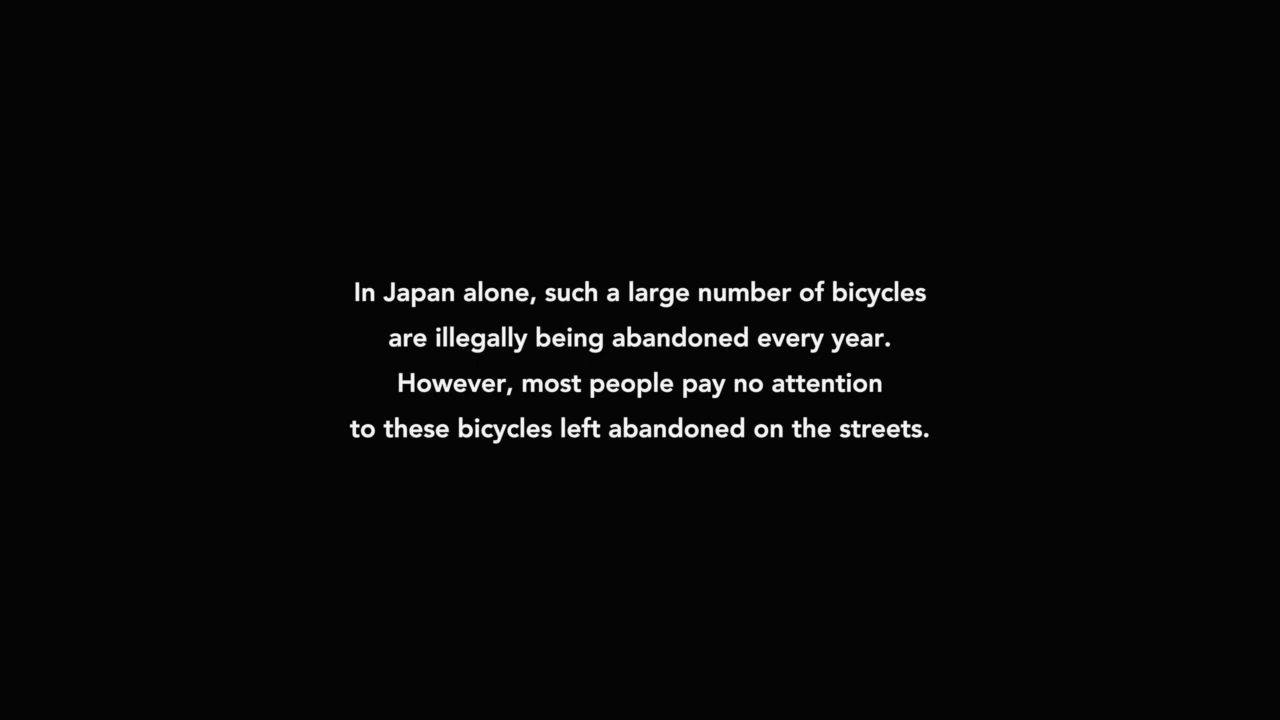 In Japan alone, such a large number of bicycles
are illegally being abandoned every year.
However, most people pay no attention
to these bicycles left abandoned on the streets.